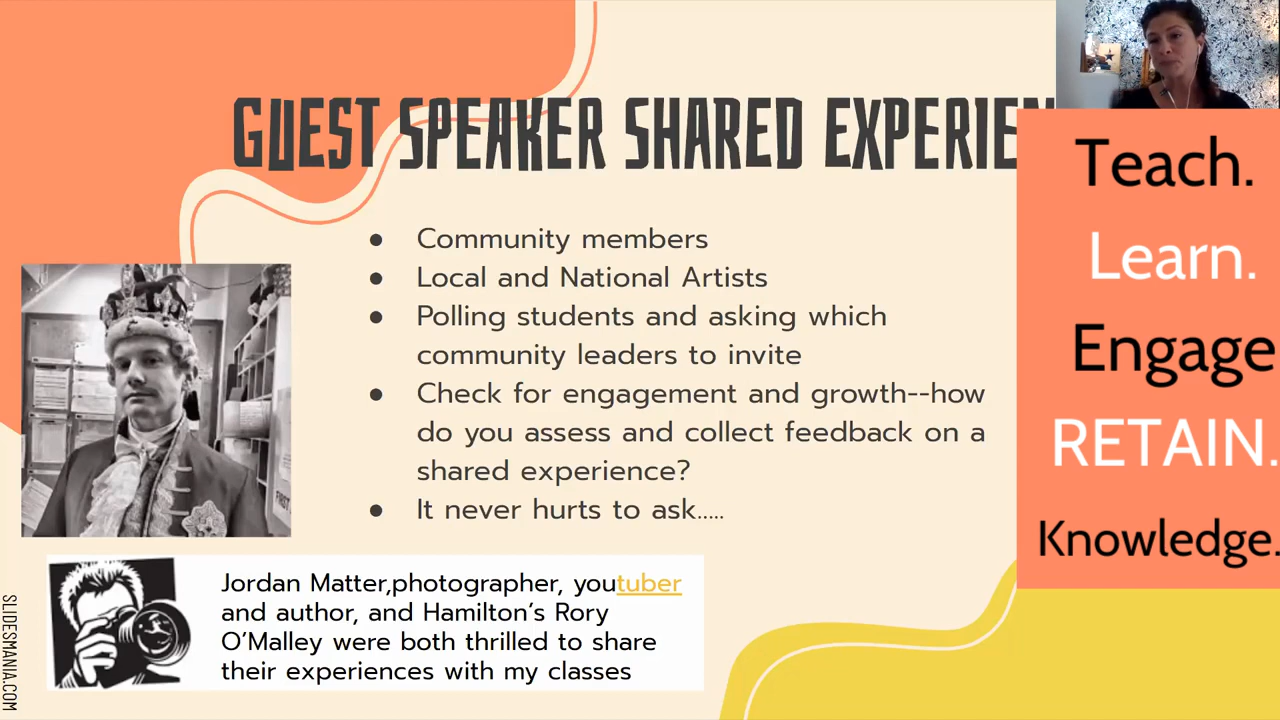 GUEST SPEAKER SHARED EXPERIE
Community members
Local and National Artists
Polling students and asking which
community leaders to invite
Check for engagement and growth--how
do you assess and collect feedback on a
shared experience?
It never hurts to ask.....
Jordan Matter,photographer, youtuber
and author, and Hamilton's Rory
O'Malley were both thrilled to share
their experiences with my classes
Teach.
Learn.
Engage
RETAIN.
Knowledge.
SLIDESMANIA.COM